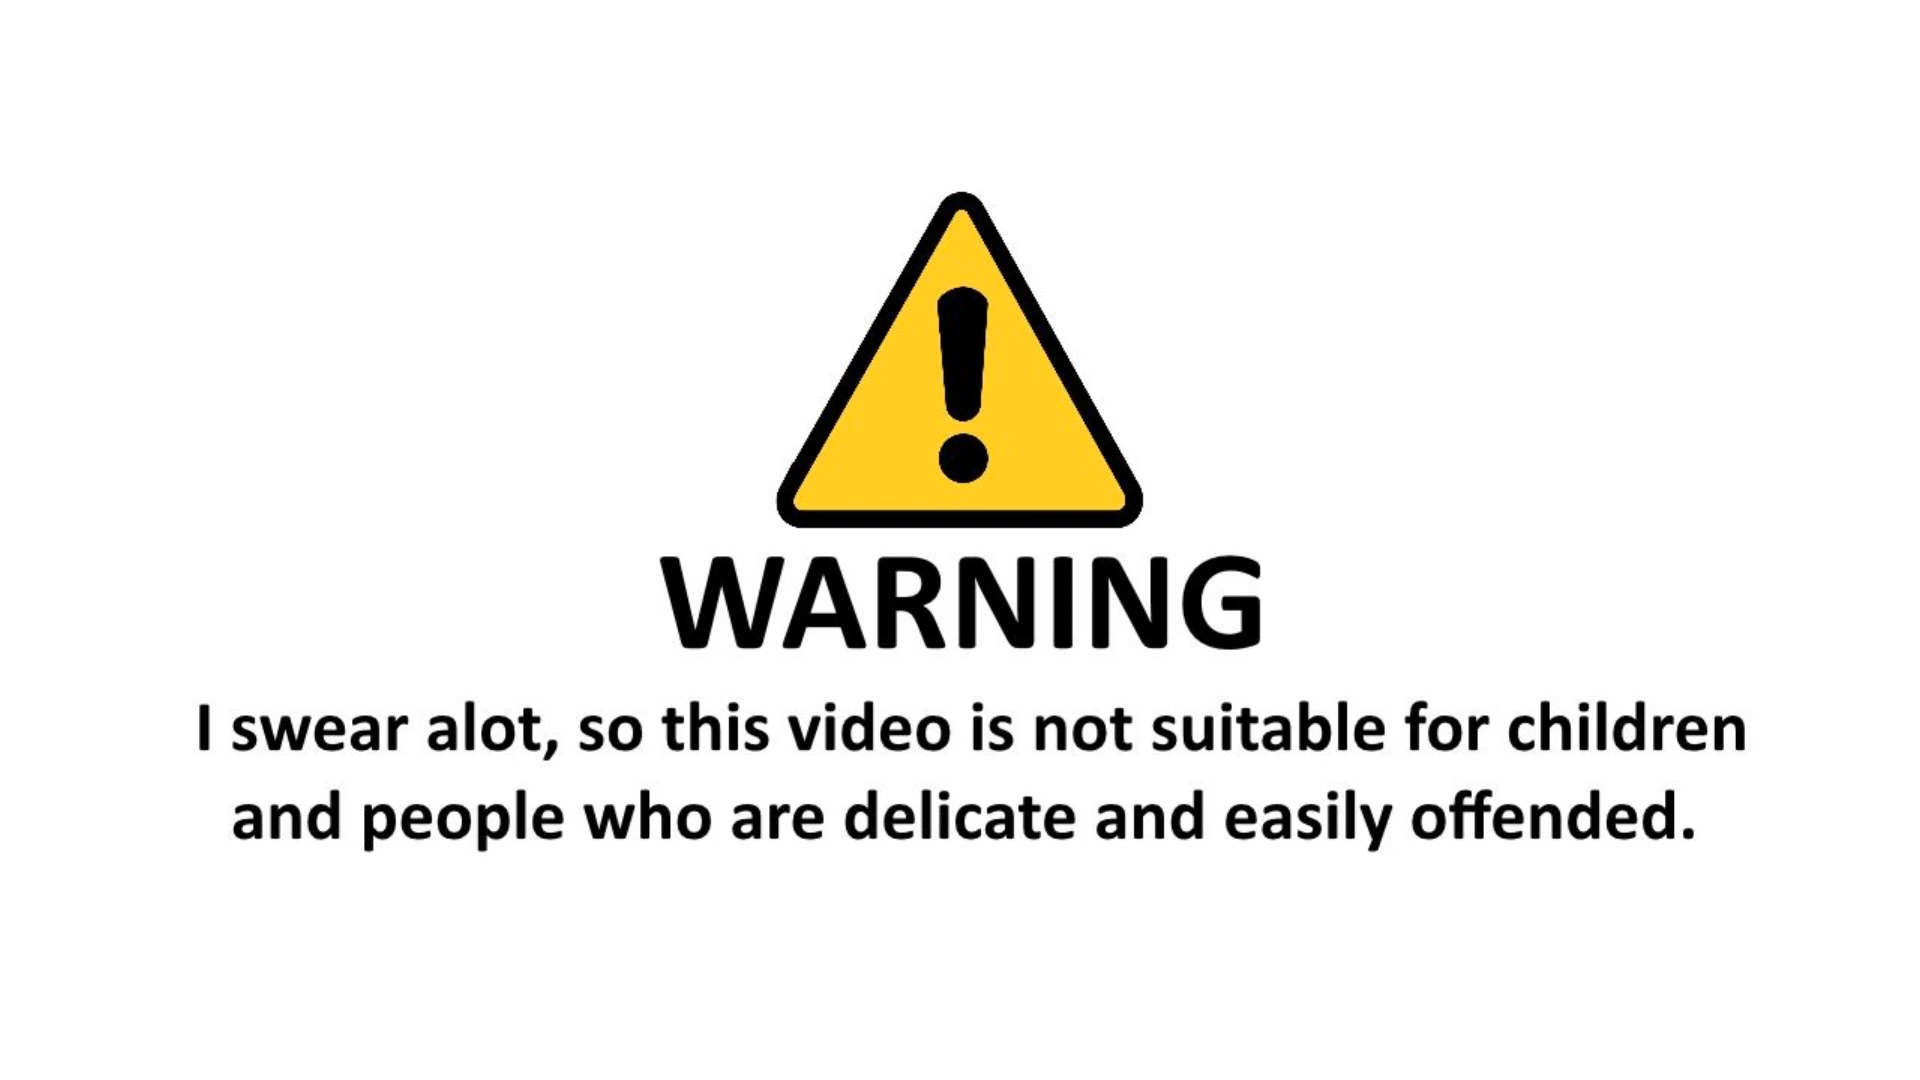 WARNING
I swear alot, so this video is not suitable for children
and people who are delicate and easily offended.